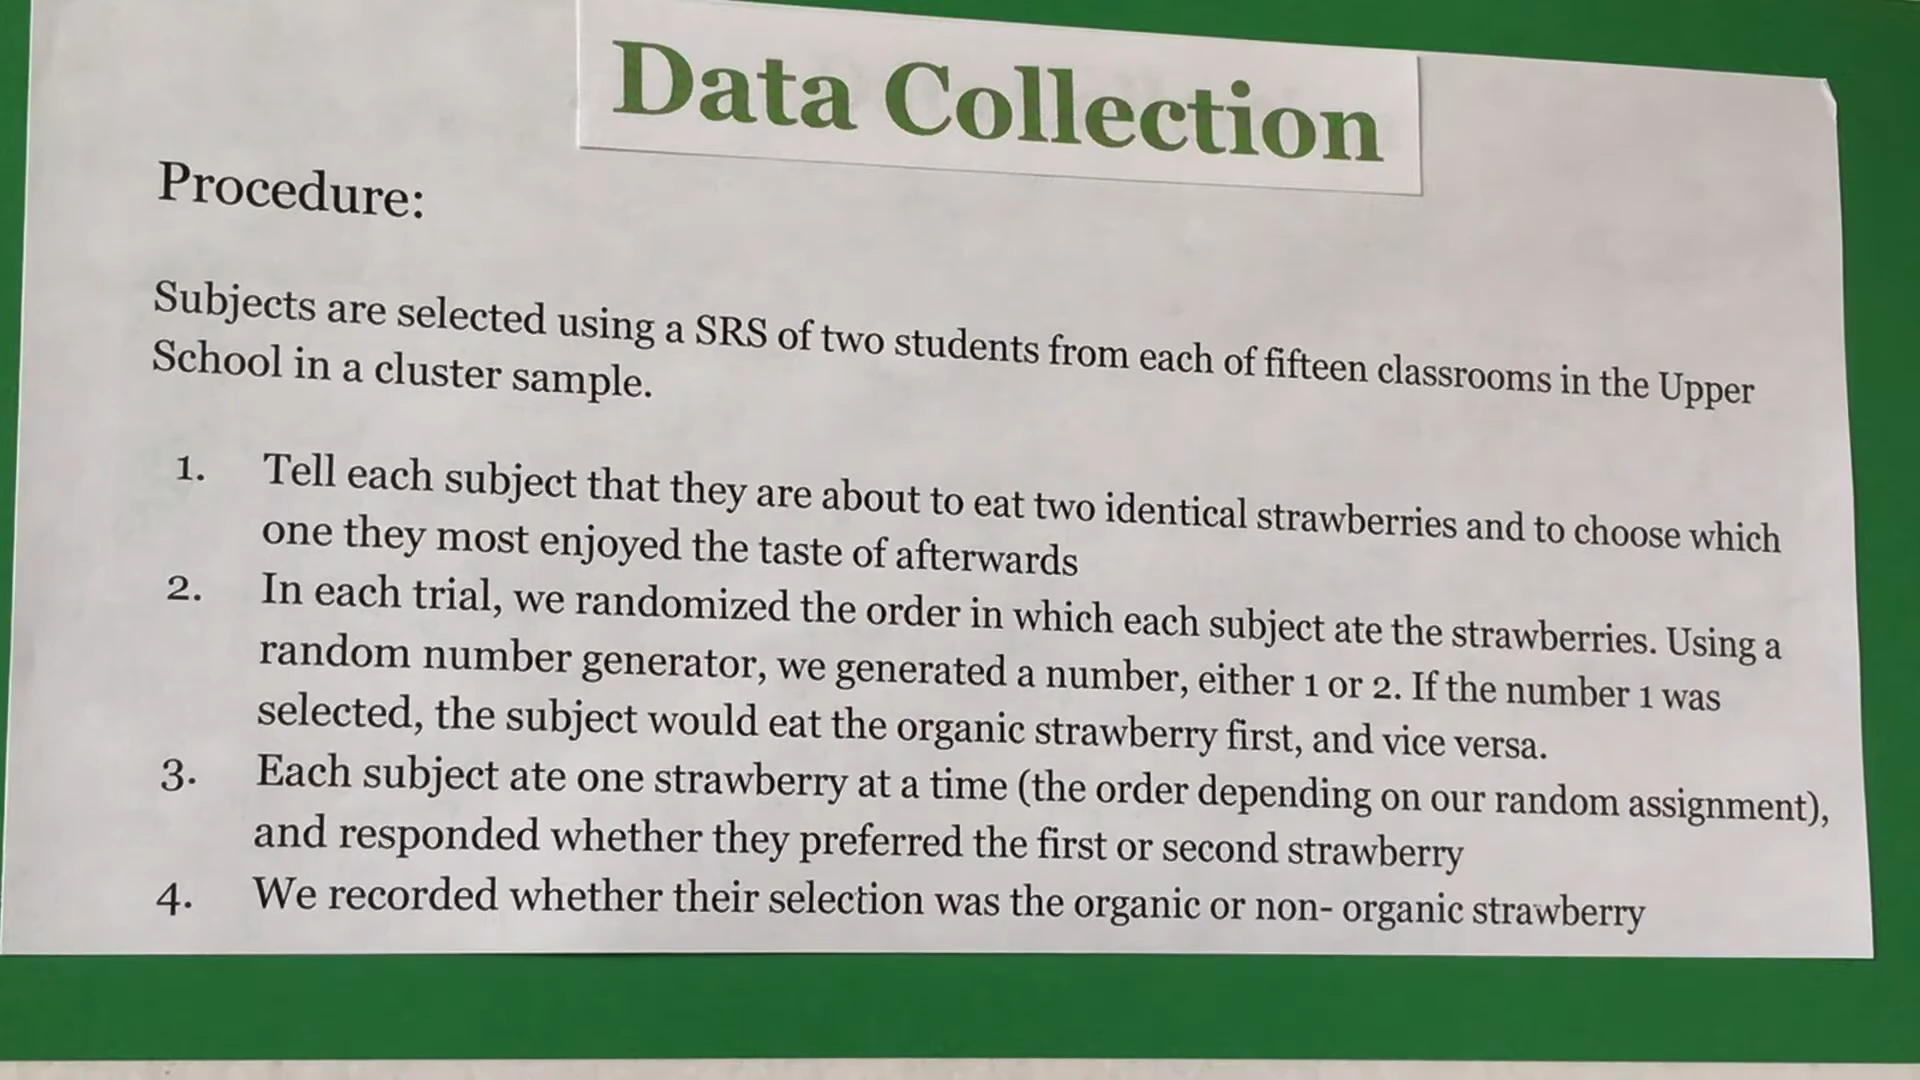 Data Collection
Procedure:
Subjects are selected using a SRS of two students from each of fifteen classrooms in the Upper
School in a cluster sample.
1. Tell each subject that they are about to eat two identical strawberries and to choose which
one they most enjoyed the taste of afterwards
2. In each trial, we randomized the order in which each subject ate the strawberries. Using a
random number generator, we generated a number, either 1 or 2. If the number 1 was
selected, the subject would eat the organic strawberry first, and vice versa.
3. Each subject ate one strawberry at a time (the order depending on our random assignment),
and responded whether they preferred the first or second strawberry
4. We recorded whether their selection was the organic or non- organic strawberry